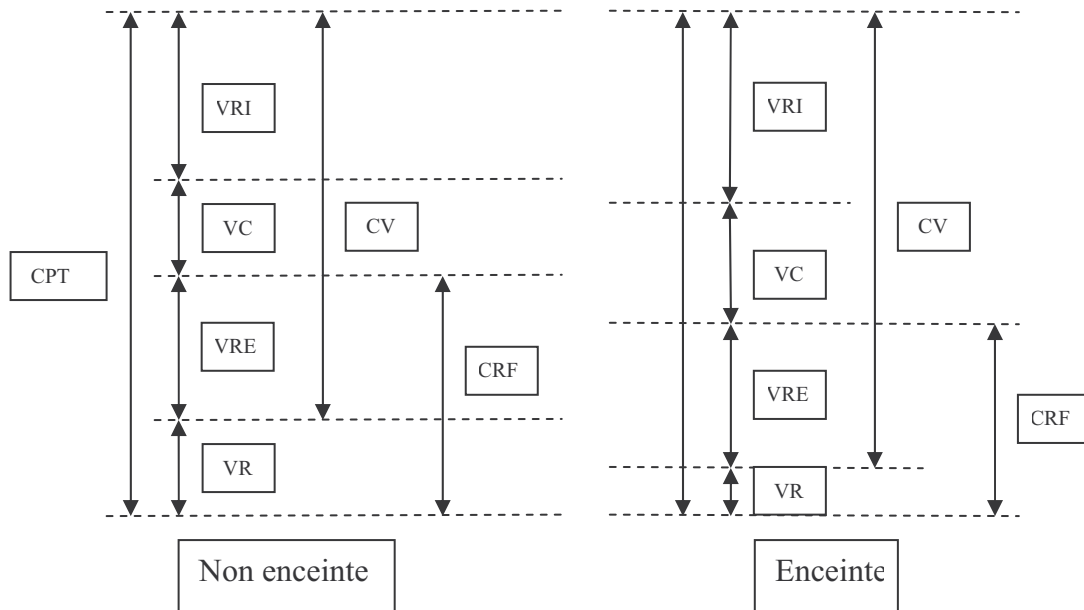 VRI
VC
CV
CPT
VRE
CRF
VR
Non enceinte
VRI
CV
VC
VRE
CRF
VR
Enceinte